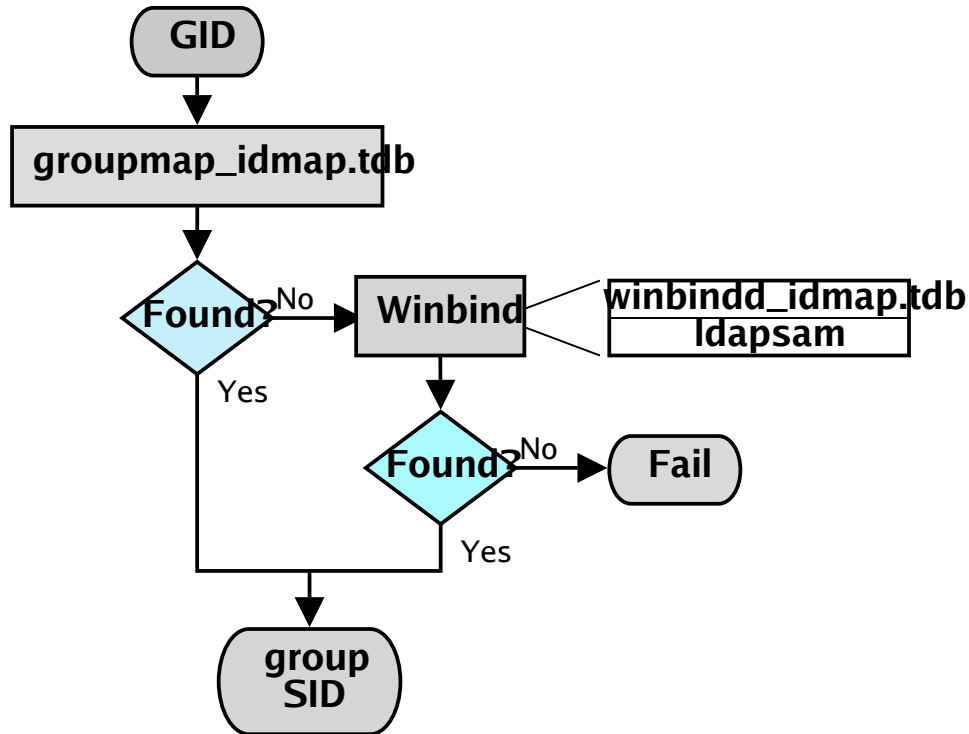 GID
groupmap_idmap.tdb
Found?
No
Winbind
winbindd_idmap.tdb
ldapsam
Yes
Found?
No
Fail
Yes
group
SID